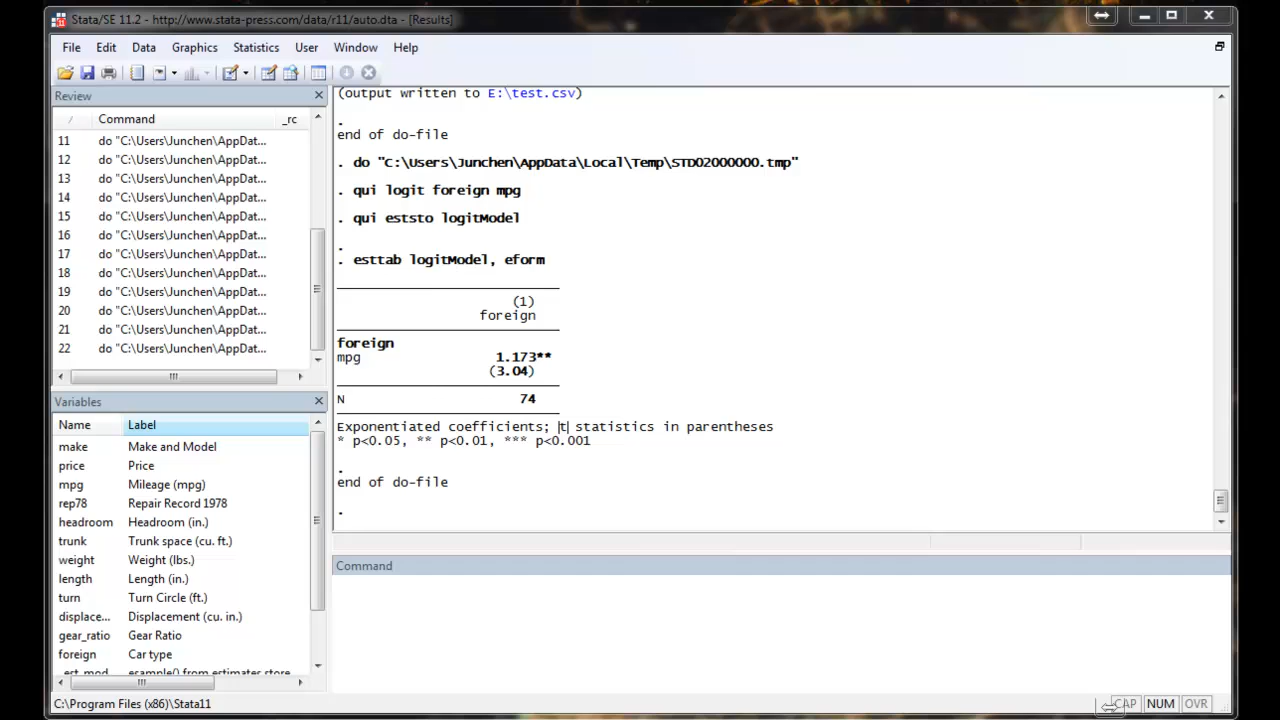 Stata/SE 11.2 - http://www.stata-press.com/data/r11/auto.dta - [Results]
File Edit Data Graphics Statistics User Window Help
Review
/ Command _rc
11 do "C:\Users\Junchen\AppDat...
12 do "C:\Users\Junchen\AppDat...
13 do "C:\Users\Junchen\AppDat...
14 do "C:\Users\Junchen\AppDat...
15 do "C:\Users\Junchen\AppDat...
16 do "C:\Users\Junchen\AppDat...
17 do "C:\Users\Junchen\AppDat...
18 do "C:\Users\Junchen\AppDat...
19 do "C:\Users\Junchen\AppDat...
20 do "C:\Users\Junchen\AppDat...
21 do "C:\Users\Junchen\AppDat...
22 do "C:\Users\Junchen\AppDat...
Variables
Name Label
make Make and Model
price Price
mpg Mileage (mpg)
rep78 Repair Record 1978
headroom Headroom (in.)
trunk Trunk space (cu. ft.)
weight Weight (lbs.)
length Length (in.)
turn Turn Circle (ft.)
displace... Displacement (cu. in.)
gear_ratio Gear Ratio
foreign Car type
_est_mod esample() from estimates store
(output written to E:\test.csv)
.
end of do-file
. do "C:\Users\Junchen\AppData\Local\Temp\STD02000000.tmp"
. qui logit foreign mpg
. qui eststo logitModel
.
. esttab logitModel, eform
(1)
foreign
foreign
mpg 1.173**
(3.04)
N 74
Exponentiated coefficients; t statistics in parentheses
* p<0.05, ** p<0.01, *** p<0.001
.
end of do-file
.
Command
C:\Program Files (x86)\Stata11
CAP NUM OVR